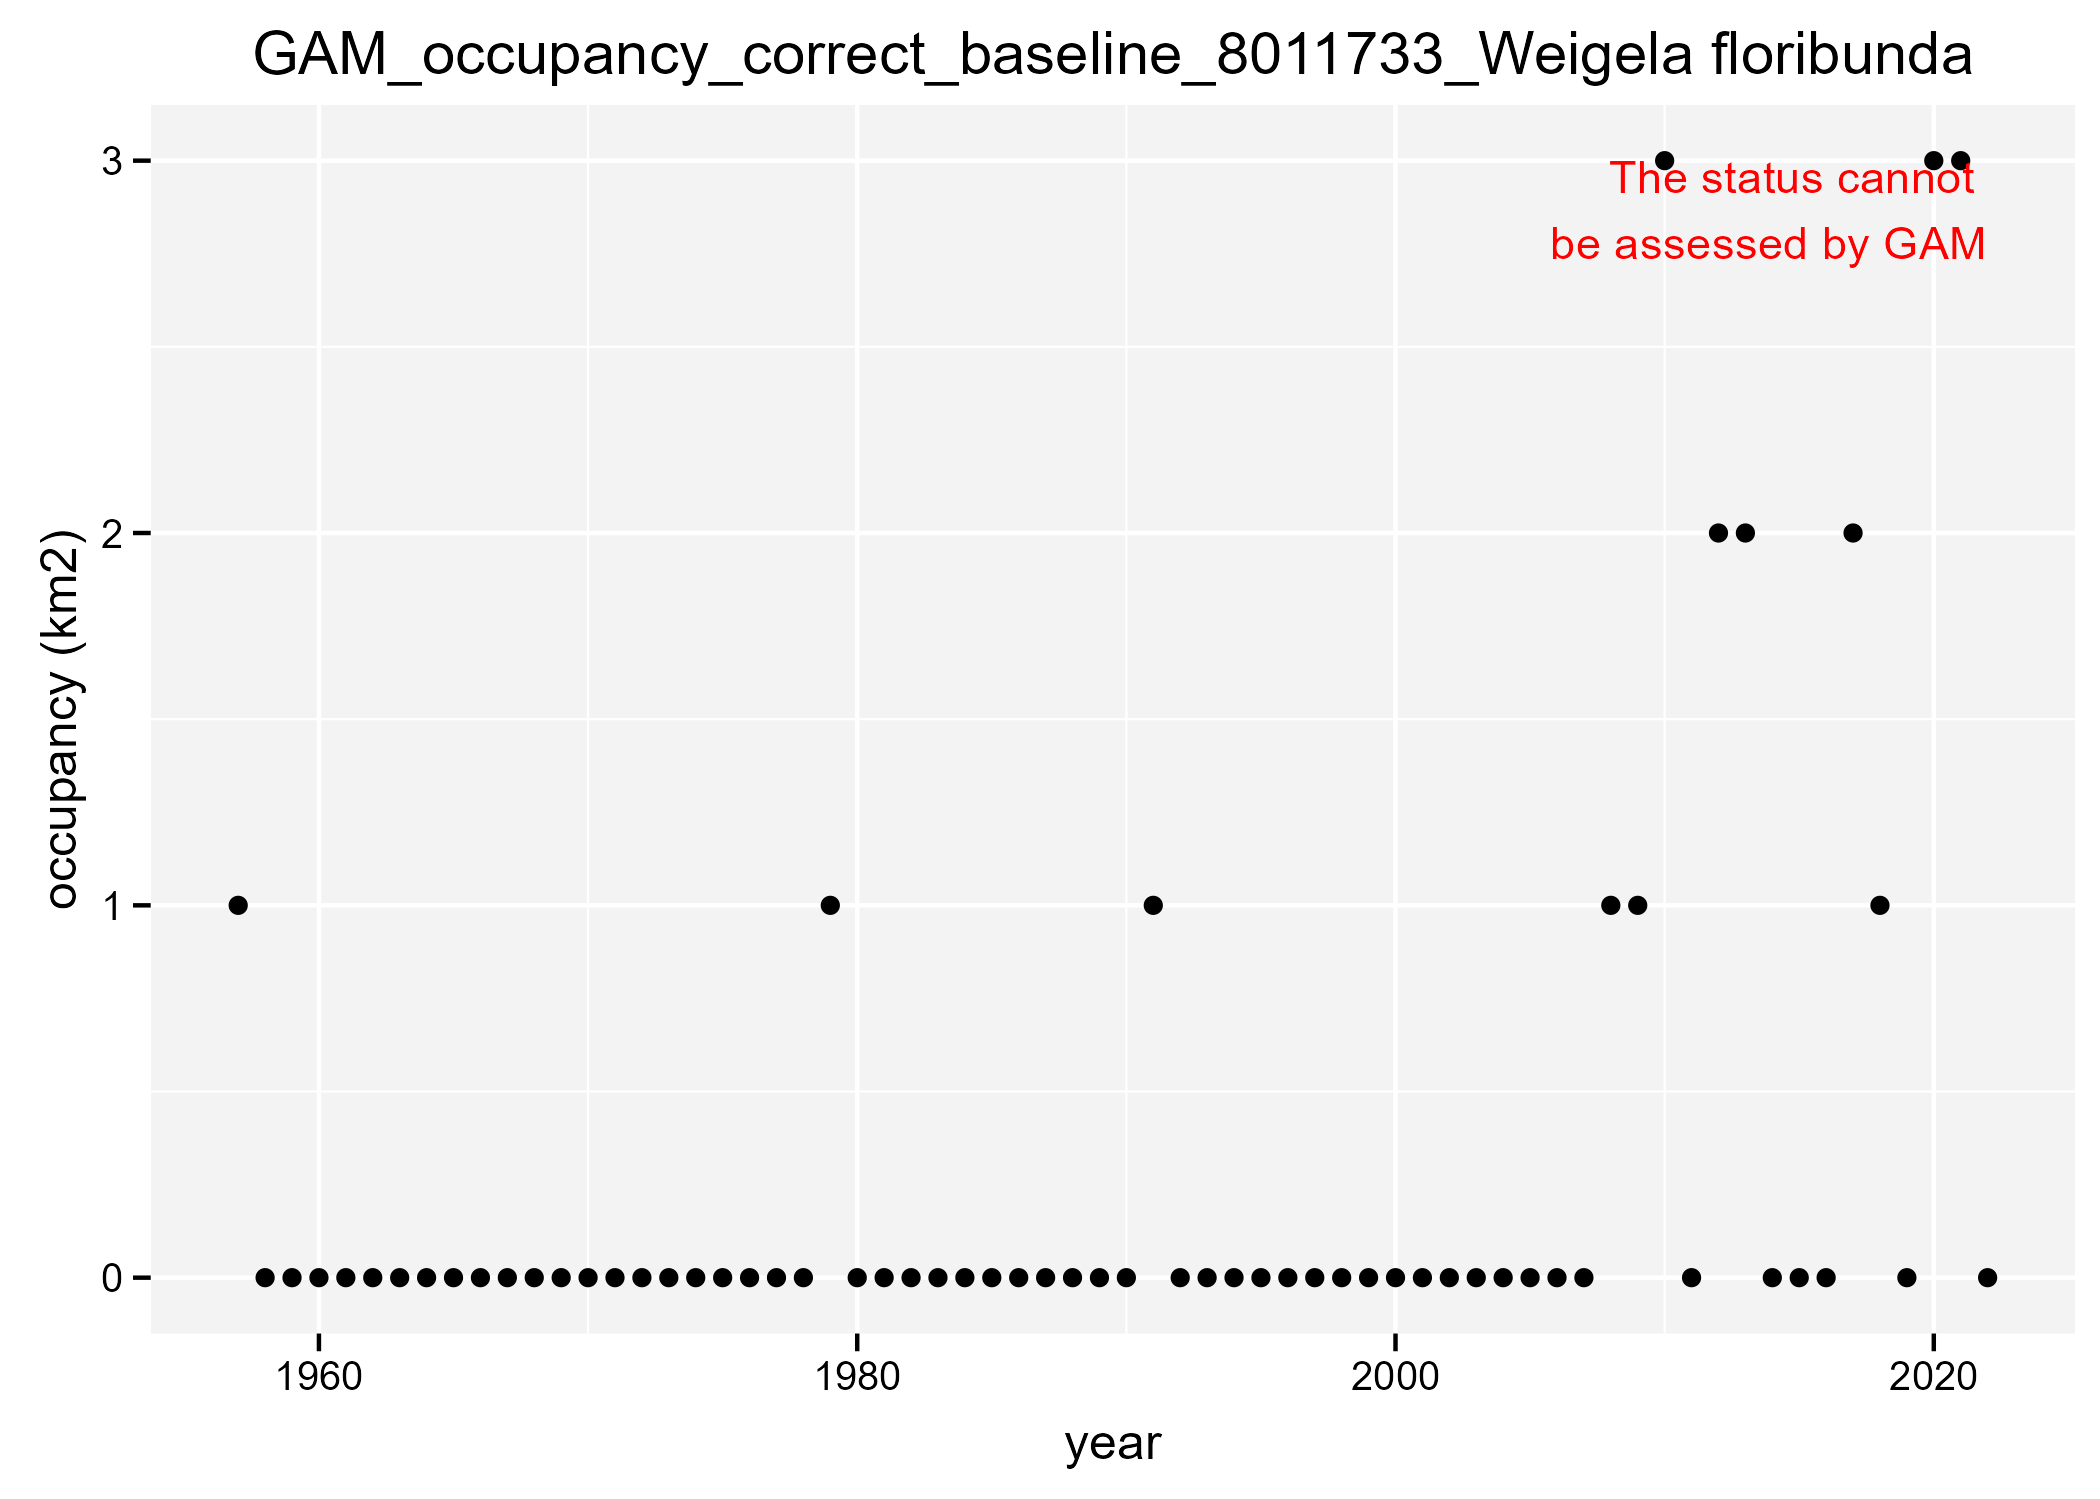 GAM_occupancy_correct_baseline_8011733_Weigela floribunda
3
The status cannot
be assessed by GAM
2
occupancy (km2)
1
0
1960 1980 2000 2020
year